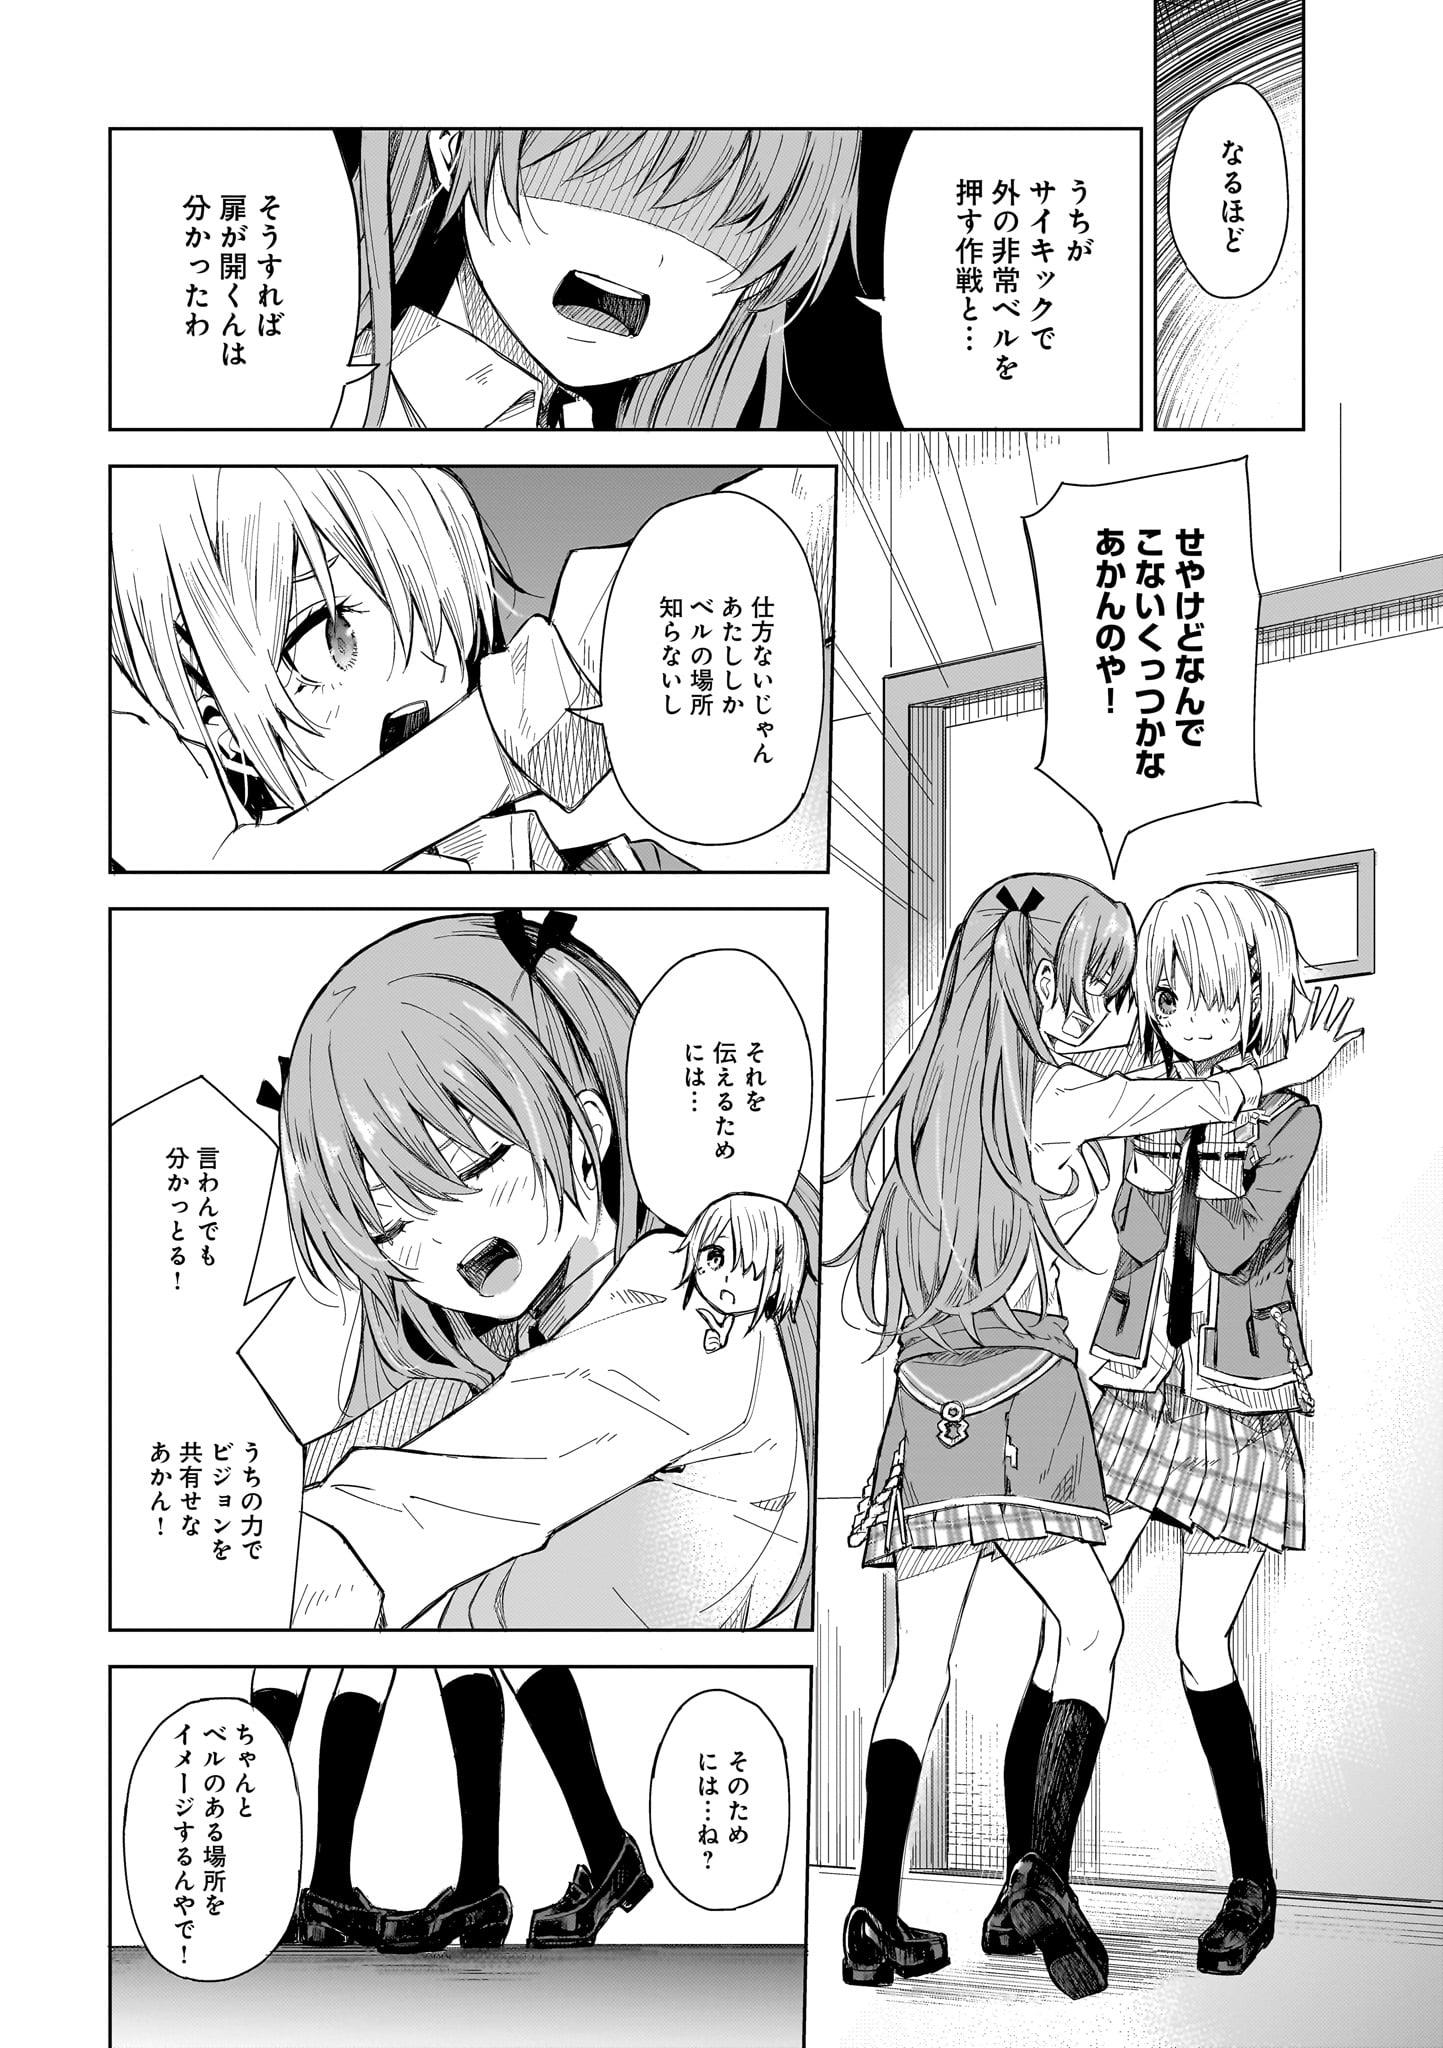 なるほど
うちが
サイキックで
外の非常ベルを
押す作戦と…
そうすれば
扉が開くんは
分かったわ
せやけどなんで
こないくっつかな
あかんのや！
仕方ないじゃん
あたししか
ベルの場所
知らないし
それを
伝えるため
には…
言わんでも
分かっとる！
うちの力で
ビジョンを
共有せな
あかん！
そのため
には…ね？
ちゃんと
ベルのある場所を
イメージするんやで！